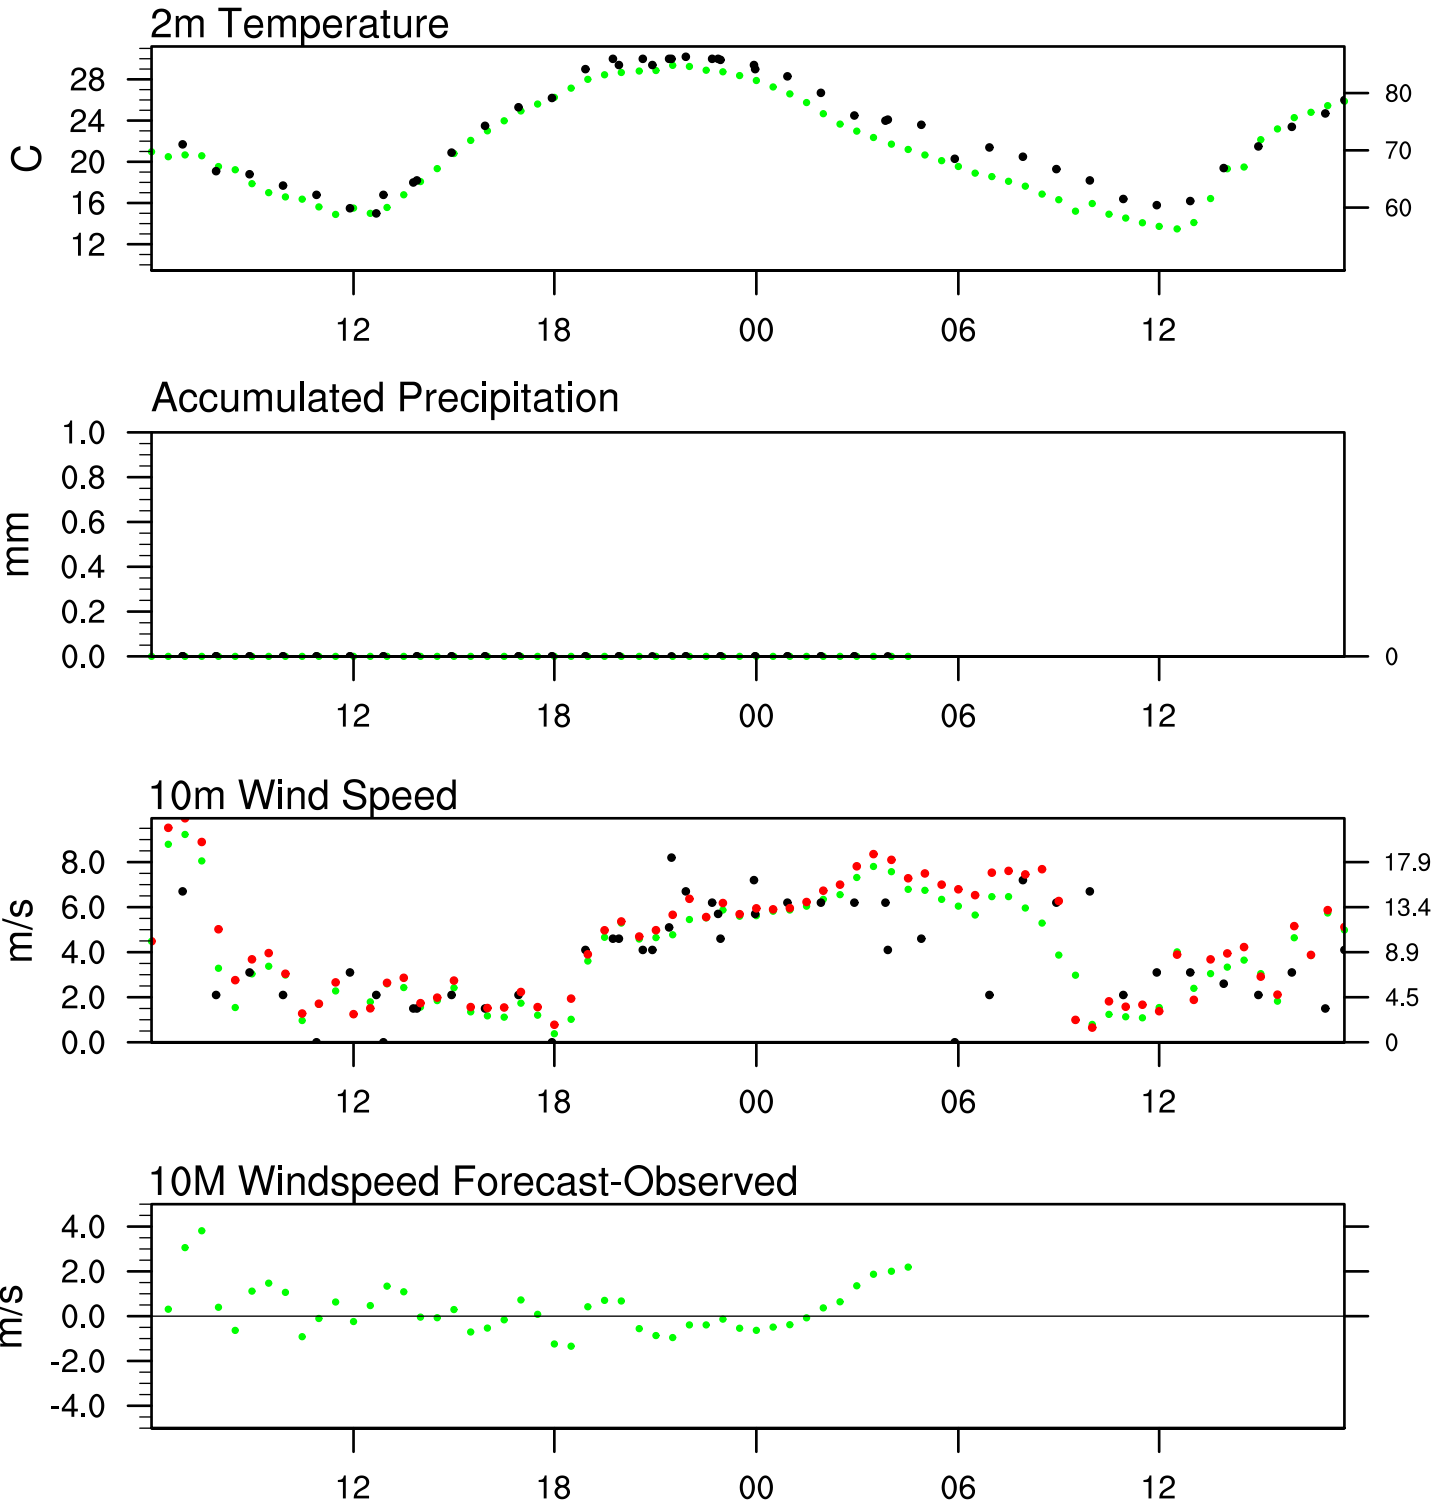 2m Temperature
C
28
24
20
16
12
80
70
60
12 18 00 06 12
Accumulated Precipitation
mm
1.0
0.8
0.6
0.4
0.2
0.0
0
12 18 00 06 12
10m Wind Speed
m/s
8.0
6.0
4.0
2.0
0.0
17.9
13.4
8.9
4.5
0
12 18 00 06 12
10M Windspeed Forecast-Observed
m/s
4.0
2.0
0.0
-2.0
-4.0
12 18 00 06 12